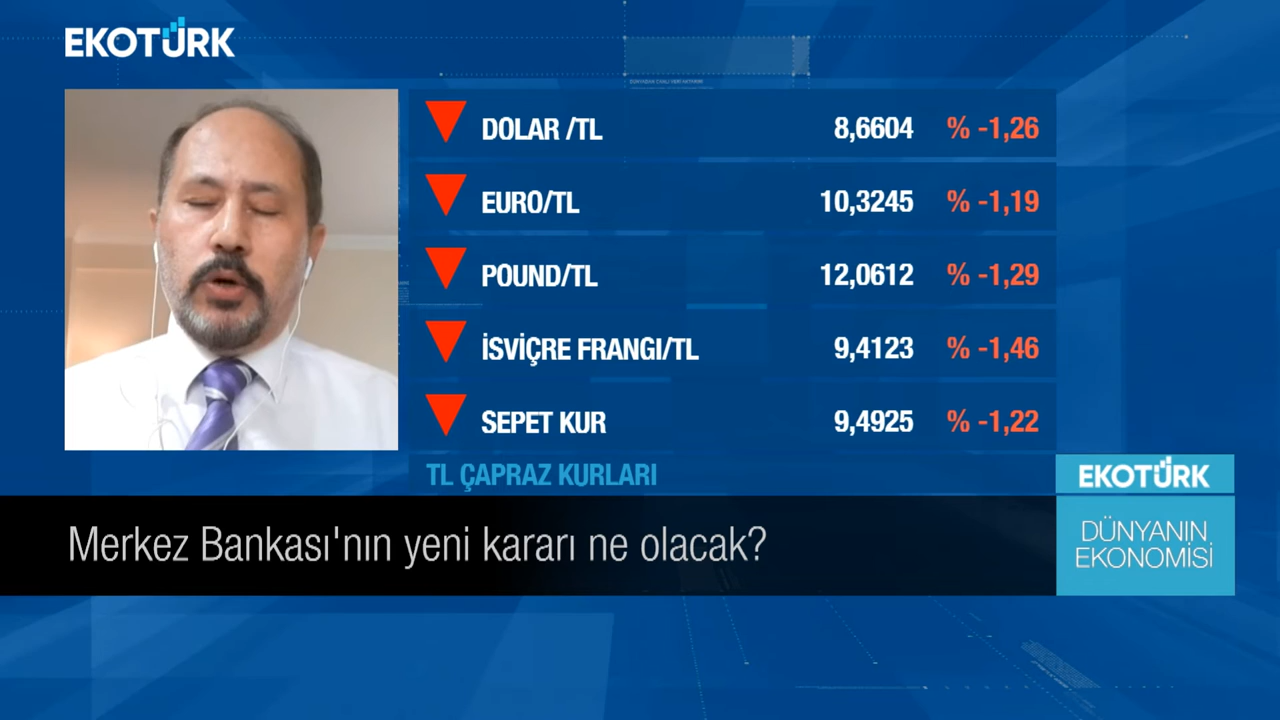 EKOTÜRK
DOLAR /TL 8,6604 % -1,26
EURO/TL 10,3245 % -1,19
POUND/TL 12,0612 % -1,29
İSVİÇRE FRANGI/TL 9,4123 % -1,46
SEPET KUR 9,4925 % -1,22
TL ÇAPRAZ KURLARI
EKOTÜRK
Merkez Bankası'nın yeni kararı ne olacak?
DÜNYANIN
EKONOMİSİ